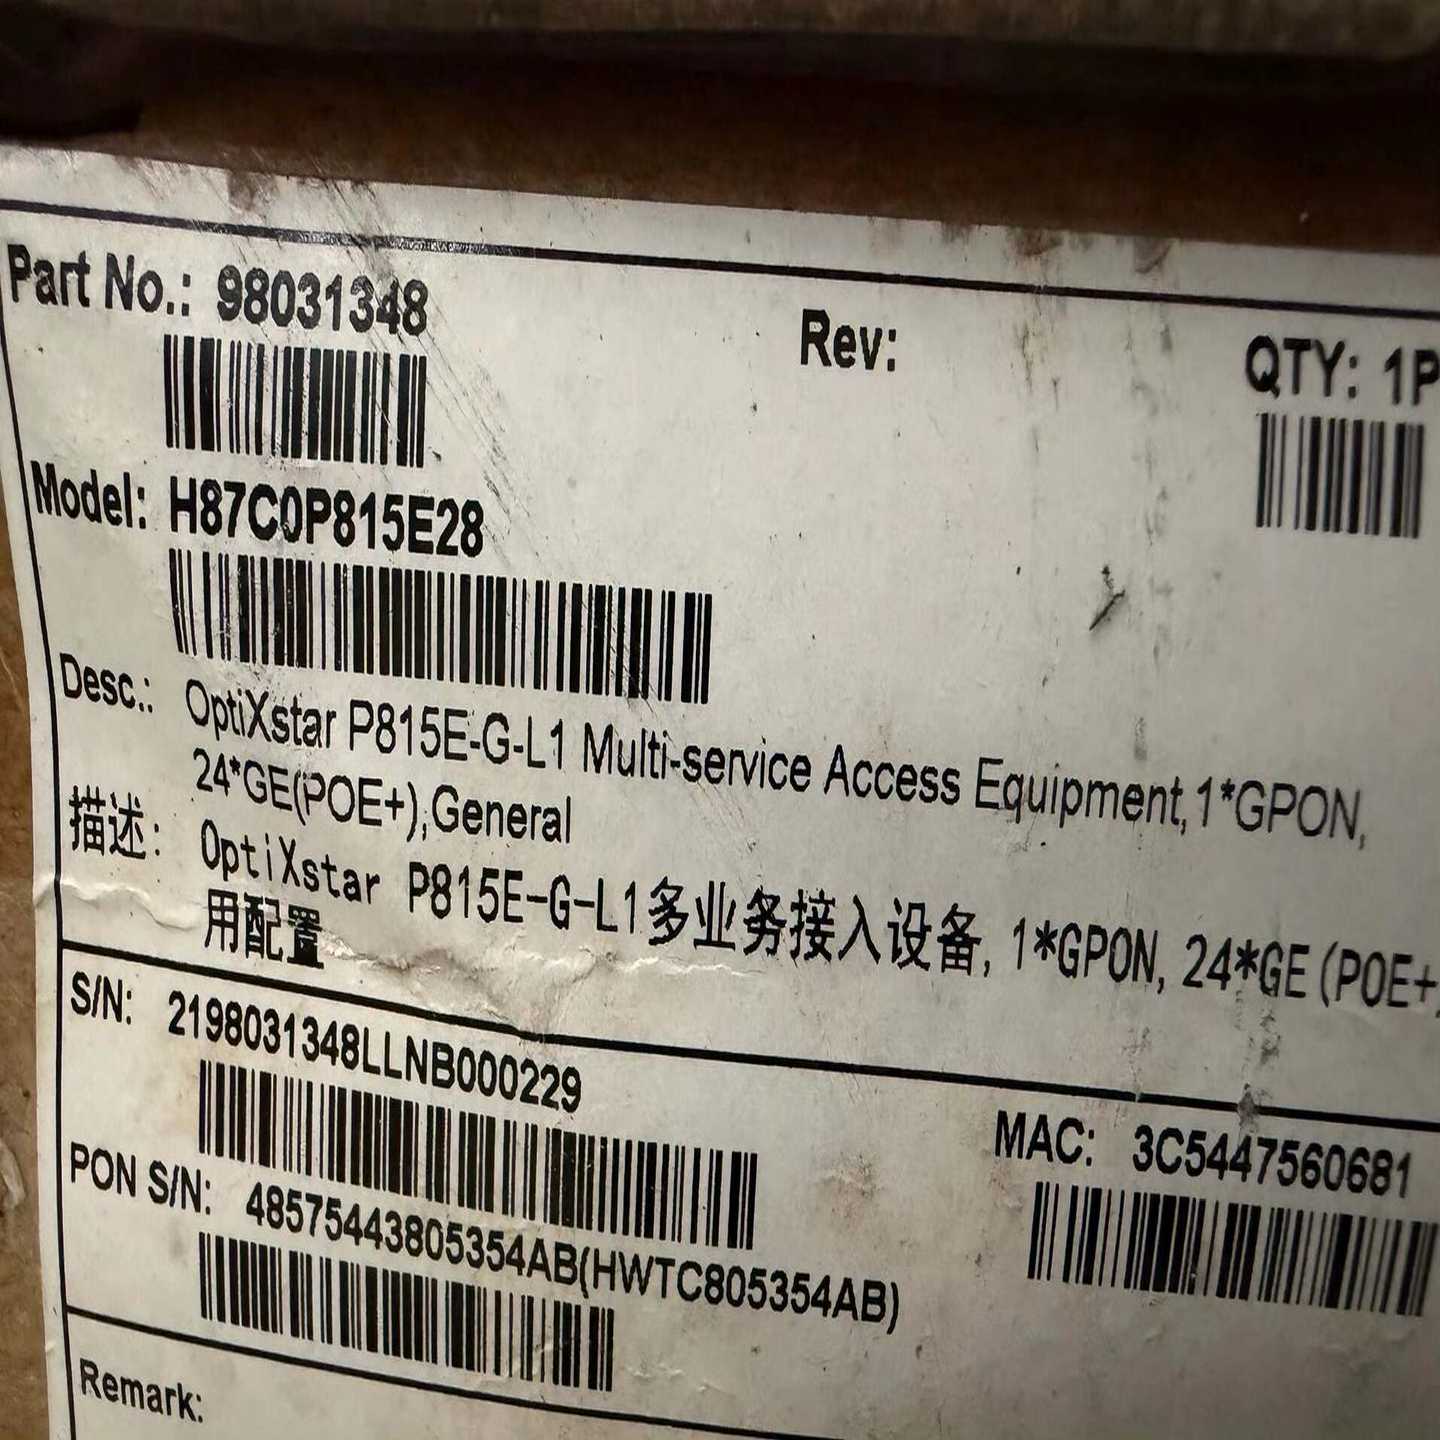 Part No.: 98031348
Rev:
QTY: 1P
Model: H87C0P815E28
Desc.: OptiXstar P815E-G-L1 Multi-service Access Equipment,1*GPON,
24*GE(POE+),General
描述: OptiXstar P815E-G-L1多业务接入设备, 1*GPON, 24*GE(POE+
用配置
S/N: 2198031348LLNB000229
MAC: 3C5447560681
PON S/N: 48575443805354AB(HWTC805354AB)
Remark: